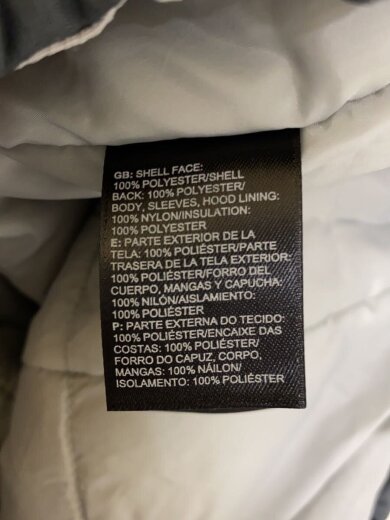 GB: SHELL FACE:
100% POLYESTER/SHELL
BACK: 100% POLYESTER/
BODY, SLEEVES, HOOD LINING:
100% NYLON/INSULATION:
100% POLYESTER
E: PARTE EXTERIOR DE LA
TELA: 100% POLIÉSTER/PARTE
TRASERA DE LA TELA EXTERIOR:
100% POLIÉSTER/FORRO DEL
CUERPO, MANGAS Y CAPUCHA:
100% NILÓN/AISLAMIENTO:
100% POLIÉSTER
P: PARTE EXTERNA DO TECIDO:
100% POLIÉSTER/ENCAIXE DAS
COSTAS: 100% POLIÉSTER/
FORRO DO CAPUZ, CORPO,
MANGAS: 100% NÁILON/
ISOLAMENTO: 100% POLIÉSTER